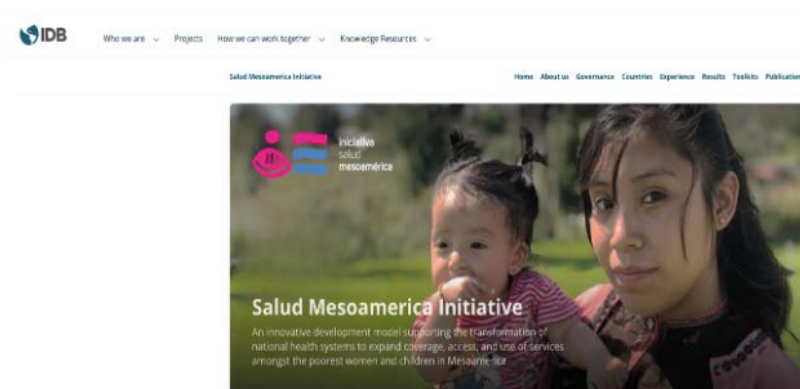 IDB
Who we are
Projects
How we can work together
Knowledge Resources
Salud Mesoamerica Initiative
Home About us Governance Countries Experience Results Toolkits Publication
iniciativa
salud
mesoamérica
Salud Mesoamerica Initiative
An innovative development model supporting the transformation of
national health systems to expand coverage, access, and use of services
amongst the poorest women and children in Mesoamerica